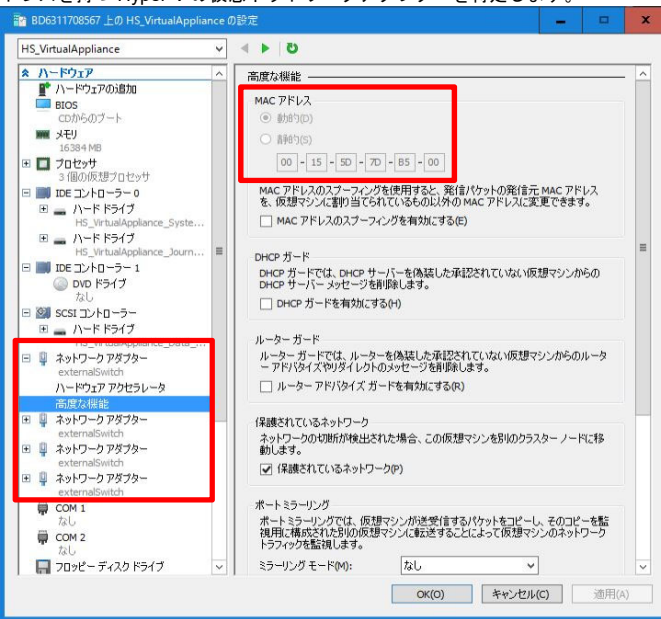 BD6311708567 上の HS_VirtualAppliance の設定
HS_VirtualAppliance
ハードウェア
ハードウェアの追加
BIOS
CDからのブート
メモリ
16384 MB
プロセッサ
3 個の仮想プロセッサ
IDE コントローラー 0
ハード ドライブ
HS_VirtualAppliance_Syste...
ハード ドライブ
HS_VirtualAppliance_Journ...
IDE コントローラー 1
DVD ドライブ
なし
SCSI コントローラー
ハード ドライブ
HS_VirtualAppliance_Data_...
ネットワーク アダプター
externalSwitch
ハードウェア アクセラレータ
高度な機能
ネットワーク アダプター
externalSwitch
ネットワーク アダプター
externalSwitch
ネットワーク アダプター
externalSwitch
COM 1
なし
COM 2
なし
フロッピー ディスク ドライブ
高度な機能
MAC アドレス
動的(D)
静的(S)
00 - 15 - 5D - 7D - B5 - 00
MAC アドレスのスプーフィングを使用すると、発信パケットの発信元 MAC アドレス
を、仮想マシンに割り当てられているもの以外の MAC アドレスに変更できます。
MAC アドレスのスプーフィングを有効にする(E)
DHCP ガード
DHCP ガードでは、DHCP サーバーを偽装した承認されていない仮想マシンからの
DHCP サーバー メッセージを削除します。
DHCP ガードを有効にする(H)
ルーター ガード
ルーター ガードでは、ルーターを偽装した承認されていない仮想マシンからのルータ
ー アドバタイズやリダイレクトのメッセージを削除します。
ルーター アドバタイズ ガードを有効にする(R)
保護されているネットワーク
ネットワークの切断が検出された場合、この仮想マシンを別のクラスター ノードに移
動します。
保護されているネットワーク(P)
ポート ミラーリング
ポート ミラーリングでは、仮想マシンが送受信するパケットをコピーし、そのコピーを監
視用に構成された別の仮想マシンに転送することによって仮想マシンのネットワーク
トラフィックを監視します。
ミラーリング モード(M): なし
OK(O) キャンセル(C) 適用(A)